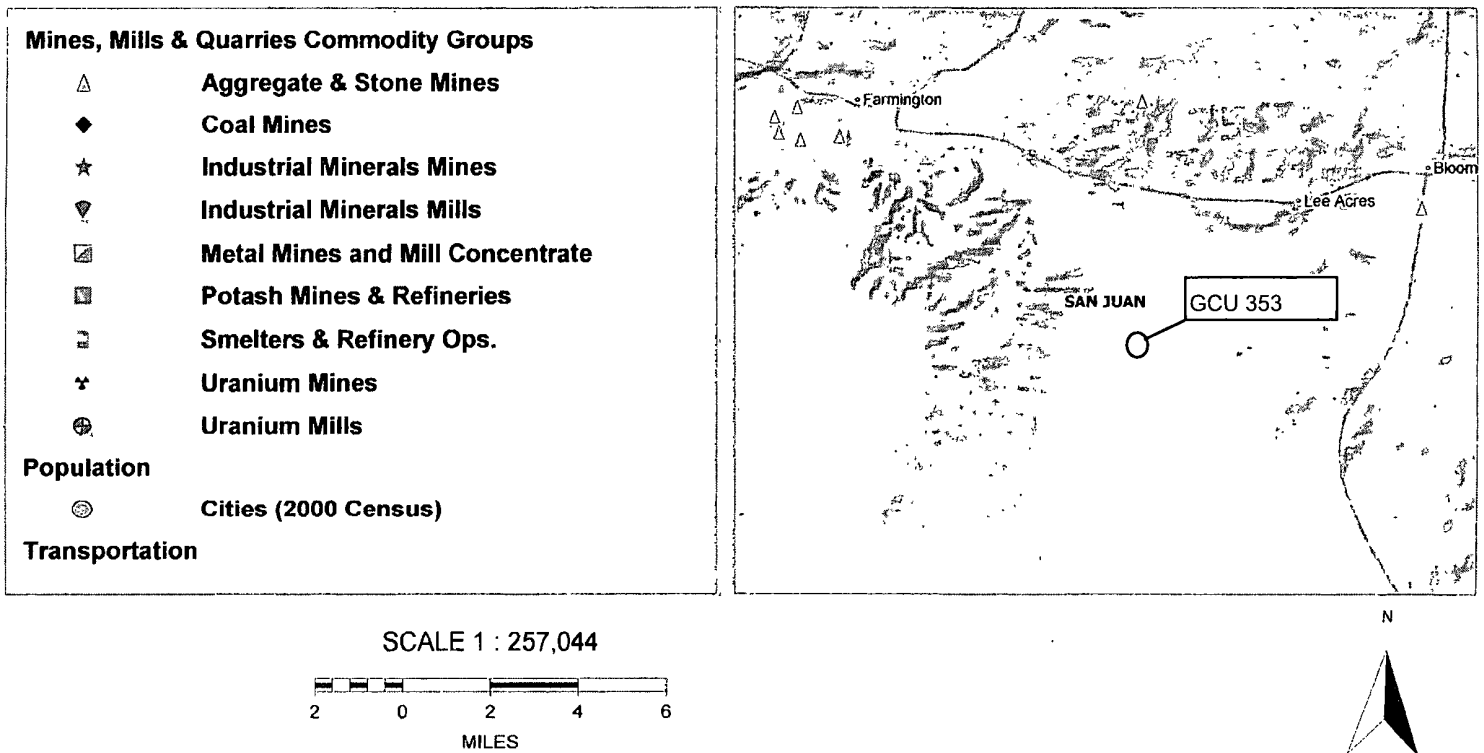 Mines, Mills & Quarries Commodity Groups
Aggregate & Stone Mines
Coal Mines
Industrial Minerals Mines
Industrial Minerals Mills
Metal Mines and Mill Concentrate
Potash Mines & Refineries
Smelters & Refinery Ops.
Uranium Mines
Uranium Mills
Population
Cities (2000 Census)
Transportation
Farmington
Bloom
Lee Acres
SAN JUAN
GCU 353
SCALE 1 : 257,044
2 0 2 4 6
MILES
N